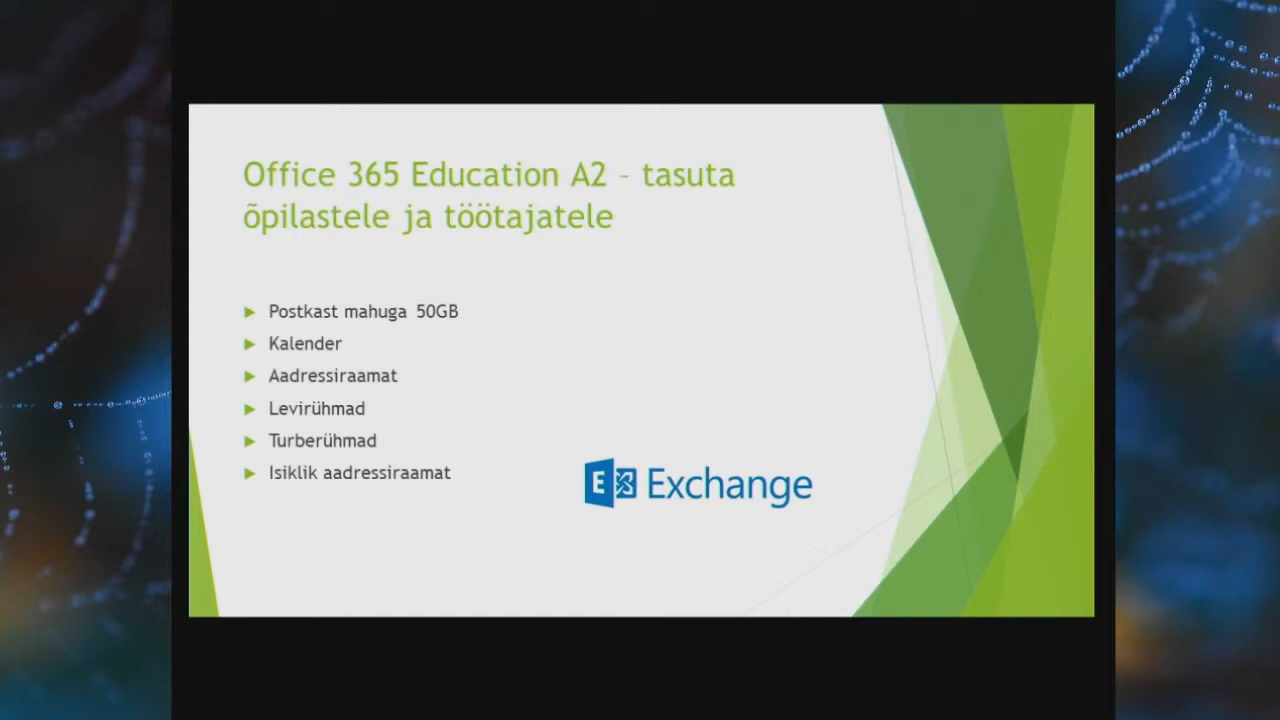 Office 365 Education A2 – tasuta
õpilastele ja töötajatele
Postkast mahuga 50GB
Kalender
Aadressiraamat
Levirühmad
Turberühmad
Isiklik aadressiraamat
E Exchange